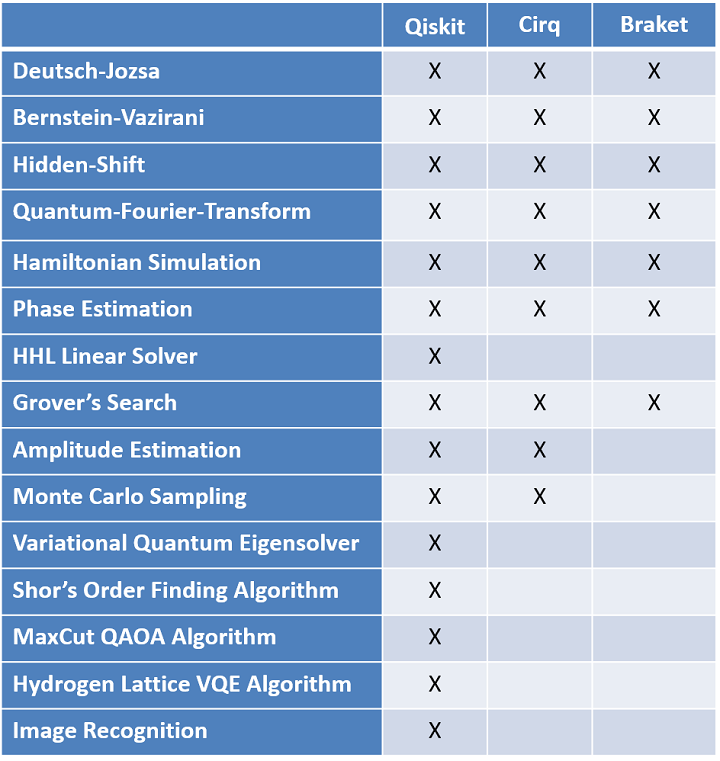 Qiskit Cirq Braket
Deutsch-Jozsa X X X
Bernstein-Vazirani X X X
Hidden-Shift X X X
Quantum-Fourier-Transform X X X
Hamiltonian Simulation X X X
Phase Estimation X X X
HHL Linear Solver X
Grover’s Search X X X
Amplitude Estimation X X
Monte Carlo Sampling X X
Variational Quantum Eigensolver X
Shor’s Order Finding Algorithm X
MaxCut QAOA Algorithm X
Hydrogen Lattice VQE Algorithm X
Image Recognition X